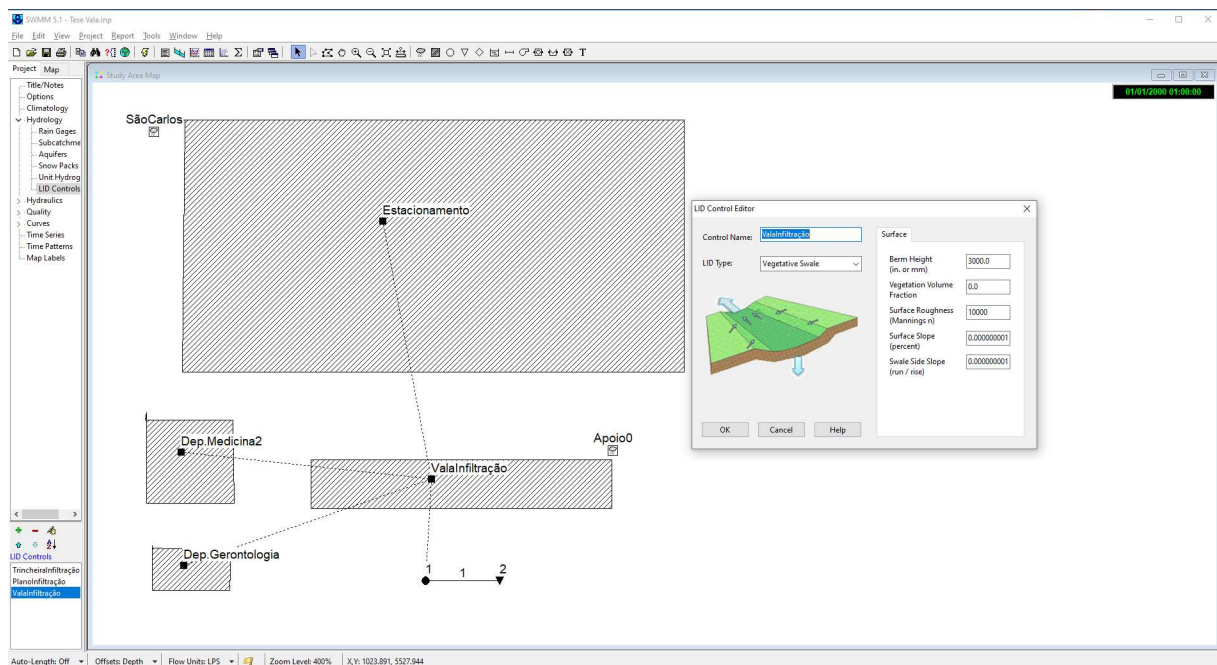 SWMM 5.1 - Tese Vala.inp
File Edit View Project Report Tools Window Help
Project Map
Title/Notes
Options
Climatology
Hydrology
Rain Gages
Subcatchme
Aquifers
Snow Packs
Unit Hydrog
LID Controls
Hydraulics
Quality
Curves
Time Series
Time Patterns
Map Labels
LID Controls
TrincheiraInfiltração
PlanoInfiltração
ValaInfiltração
Study Area Map
01/01/2000 01:00:00
SãoCarlos
Estacionamento
Dep.Medicina2
Apoio0
ValaInfiltração
Dep.Gerontologia
1 1 2
LID Control Editor
Control Name: ValaInfiltração
LID Type: Vegetative Swale
Surface
Berm Height
(in. or mm) 3000.0
Vegetation Volume
Fraction 0.0
Surface Roughness
(Mannings n) 10000
Surface Slope
(percent) 0.000000001
Swale Side Slope
(run / rise) 0.000000001
OK Cancel Help
Auto-Length: Off Offsets: Depth Flow Units: LPS Zoom Level: 400% X,Y: 1023.891, 5527.944